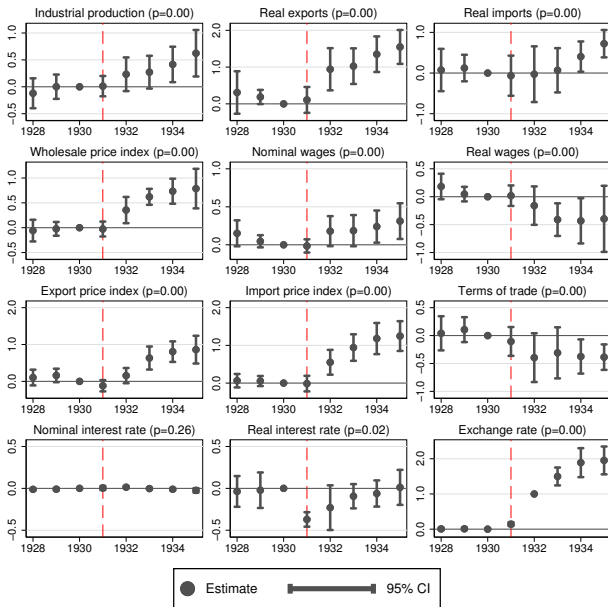 Industrial production (p=0.00)
Real exports (p=0.00)
Real imports (p=0.00)
1.0
0.5
0.0
−0.5
1928 1930 1932 1934
2.0
1.0
0.0
1928 1930 1932 1934
1.0
0.0
−1.0
1928 1930 1932 1934
Wholesale price index (p=0.00)
Nominal wages (p=0.00)
Real wages (p=0.00)
1.0
0.5
0.0
−0.5
1928 1930 1932 1934
1.0
0.5
0.0
1928 1930 1932 1934
0.5
0.0
−0.5
−1.0
1928 1930 1932 1934
Export price index (p=0.00)
Import price index (p=0.00)
Terms of trade (p=0.00)
2.0
1.0
0.0
1928 1930 1932 1934
2.0
1.0
0.0
1928 1930 1932 1934
0.5
0.0
−0.5
−1.0
1928 1930 1932 1934
Nominal interest rate (p=0.26)
Real interest rate (p=0.02)
Exchange rate (p=0.00)
0.5
0.0
−0.5
1928 1930 1932 1934
0.5
0.0
−0.5
1928 1930 1932 1934
2.0
1.0
0.0
1928 1930 1932 1934
Estimate
95% CI